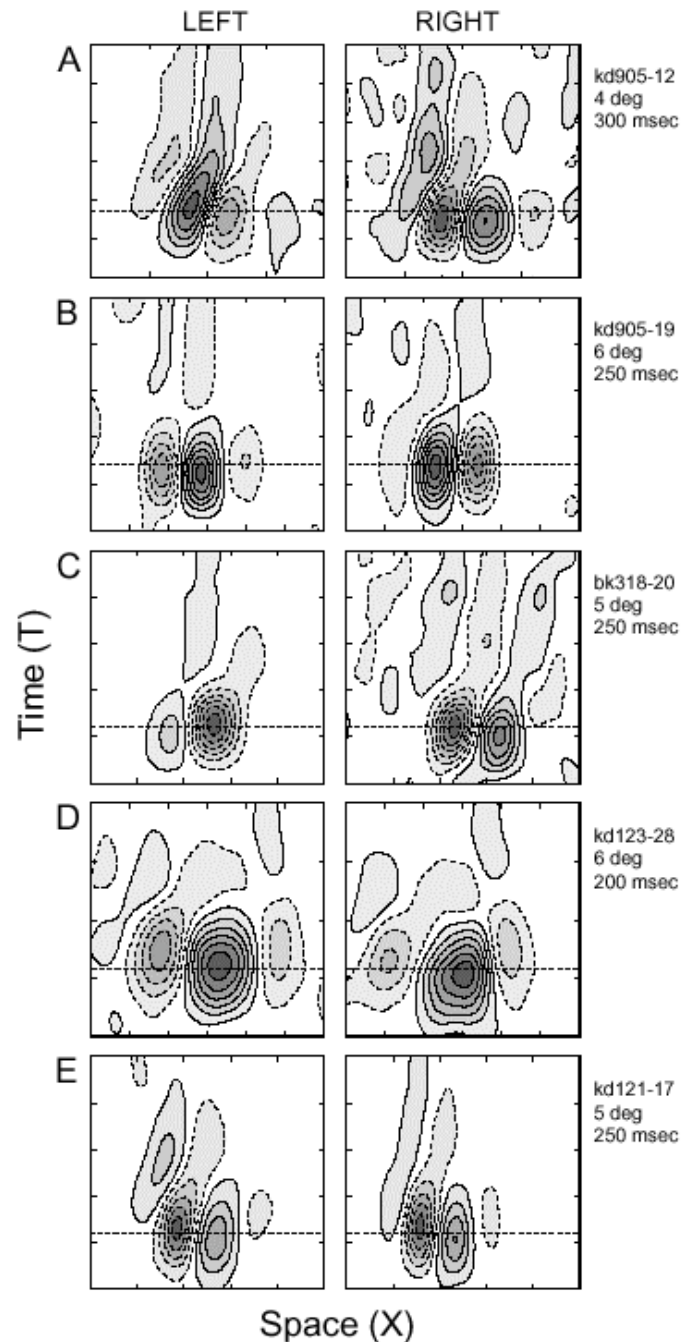 LEFT
RIGHT
A
kd905-12
4 deg
300 msec
B
kd905-19
6 deg
250 msec
C
bk318-20
5 deg
250 msec
Time (T)
D
kd123-28
6 deg
200 msec
E
kd121-17
5 deg
250 msec
Space (X)